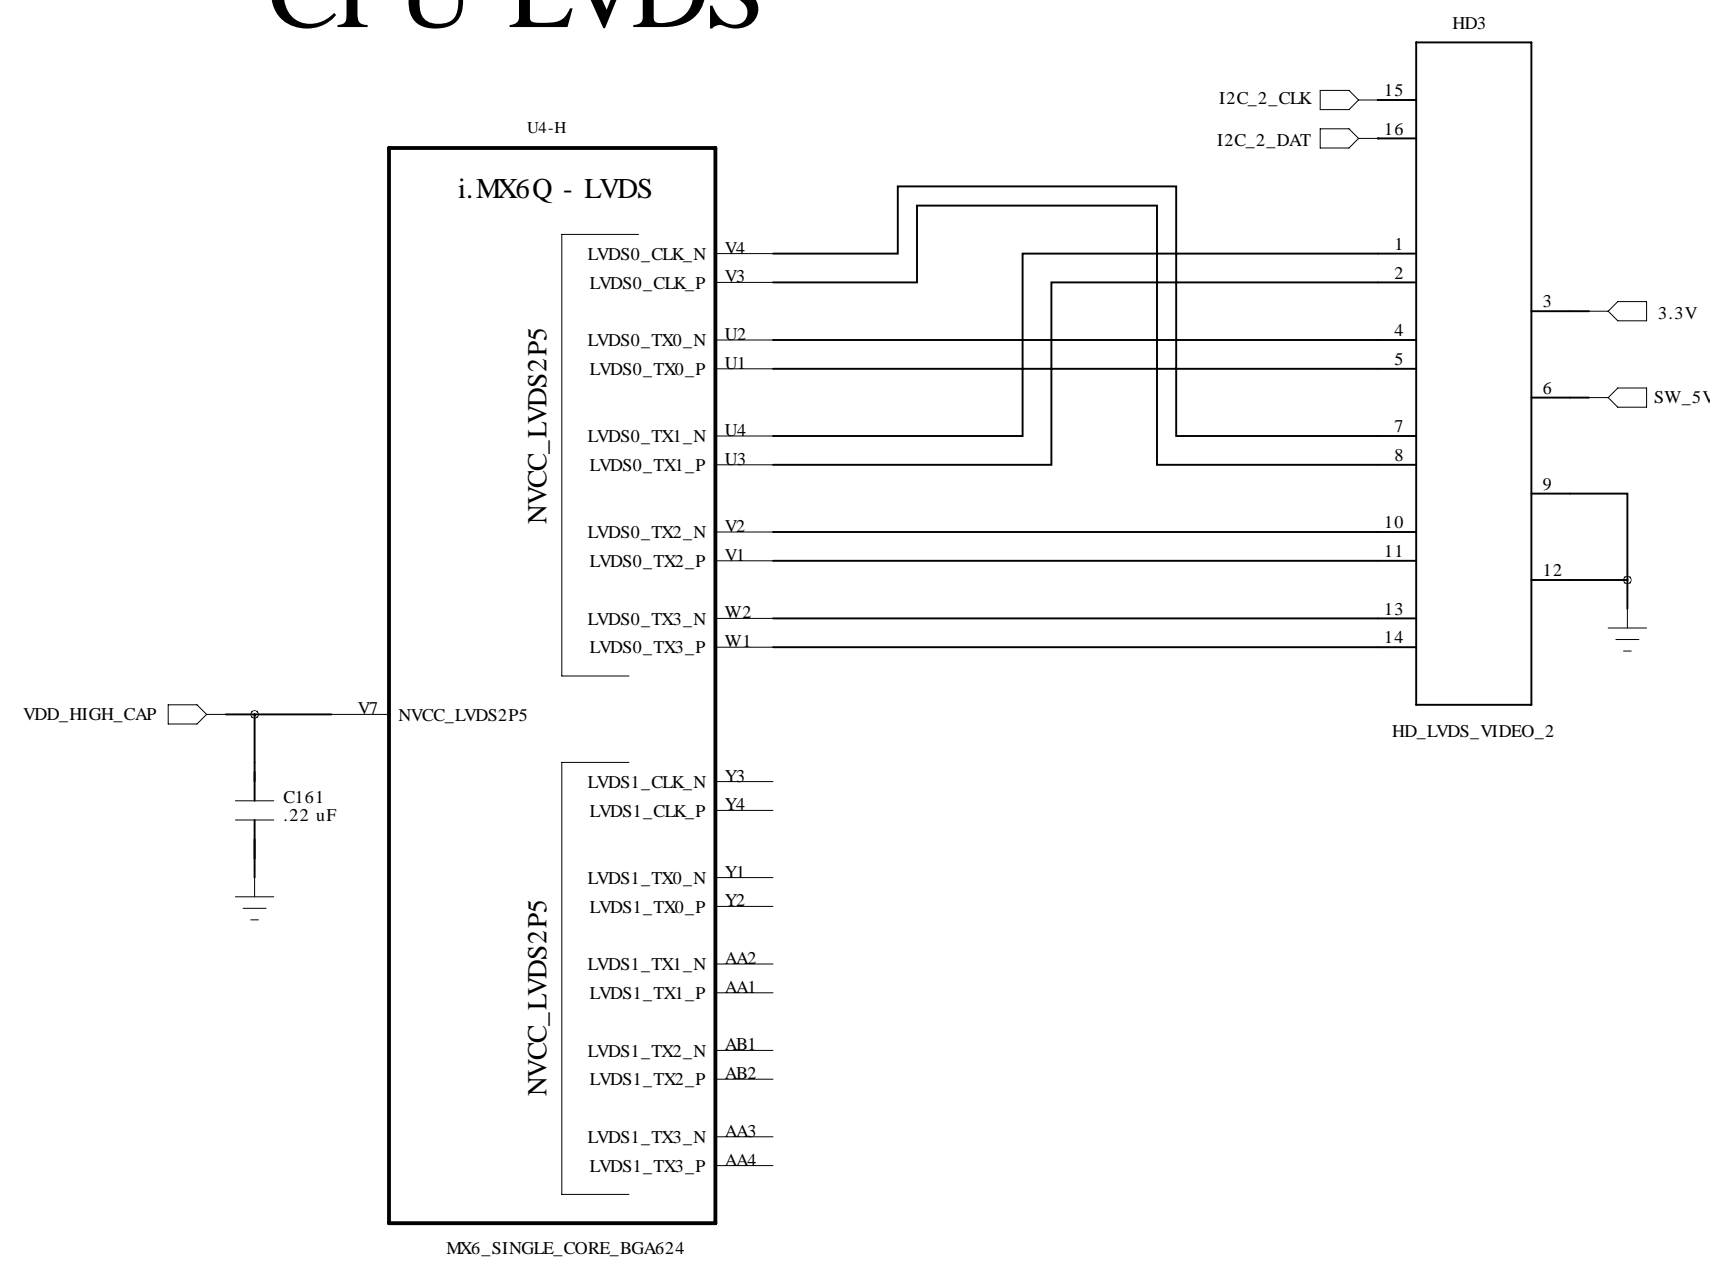 CPU LVDS
HD3
I2C_2_CLK 15
I2C_2_DAT 16
U4-H
i.MX6Q - LVDS
LVDS0_CLK_N V4 1
LVDS0_CLK_P V3 2
3 3.3V
LVDS0_TX0_N U2 4
LVDS0_TX0_P U1 5
6 SW_5V
LVDS0_TX1_N U4 7
LVDS0_TX1_P U3 8
NVCC_LVDS2P5
9
LVDS0_TX2_N V2 10
LVDS0_TX2_P V1 11
12
LVDS0_TX3_N W2 13
LVDS0_TX3_P W1 14
VDD_HIGH_CAP V7 NVCC_LVDS2P5
HD_LVDS_VIDEO_2
LVDS1_CLK_N Y3
LVDS1_CLK_P Y4
C161
.22 uF
LVDS1_TX0_N Y1
LVDS1_TX0_P Y2
NVCC_LVDS2P5
LVDS1_TX1_N AA2
LVDS1_TX1_P AA1
LVDS1_TX2_N AB1
LVDS1_TX2_P AB2
LVDS1_TX3_N AA3
LVDS1_TX3_P AA4
MX6_SINGLE_CORE_BGA624